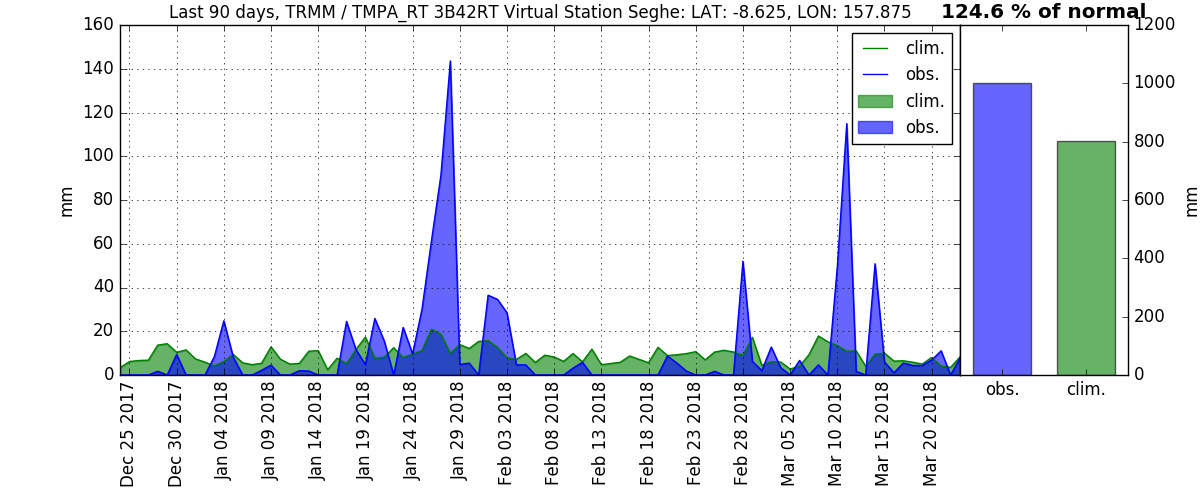 Last 90 days, TRMM / TMPA_RT 3B42RT Virtual Station Seghe: LAT: -8.625, LON: 157.875
124.6 % of normal
160
140
120
100
80
60
40
20
0
mm
clim.
obs.
clim.
obs.
Dec 25 2017
Dec 30 2017
Jan 04 2018
Jan 09 2018
Jan 14 2018
Jan 19 2018
Jan 24 2018
Jan 29 2018
Feb 03 2018
Feb 08 2018
Feb 13 2018
Feb 18 2018
Feb 23 2018
Feb 28 2018
Mar 05 2018
Mar 10 2018
Mar 15 2018
Mar 20 2018
1200
1000
800
600
400
200
0
mm
obs.
clim.